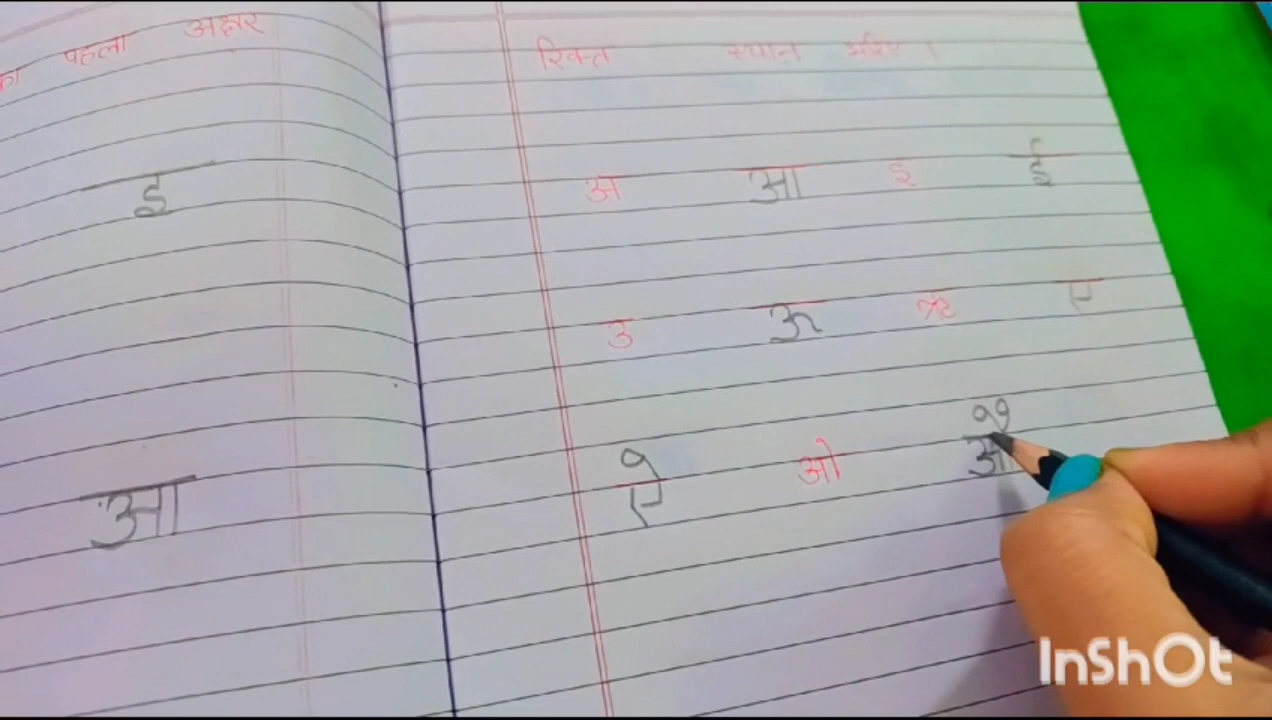 का पहला अक्षर
इ
आ
रिक्त स्थान भरिए ।
अ आ इ ई
उ ऊ ऋ ए
ऐ ओ औ
InShOt